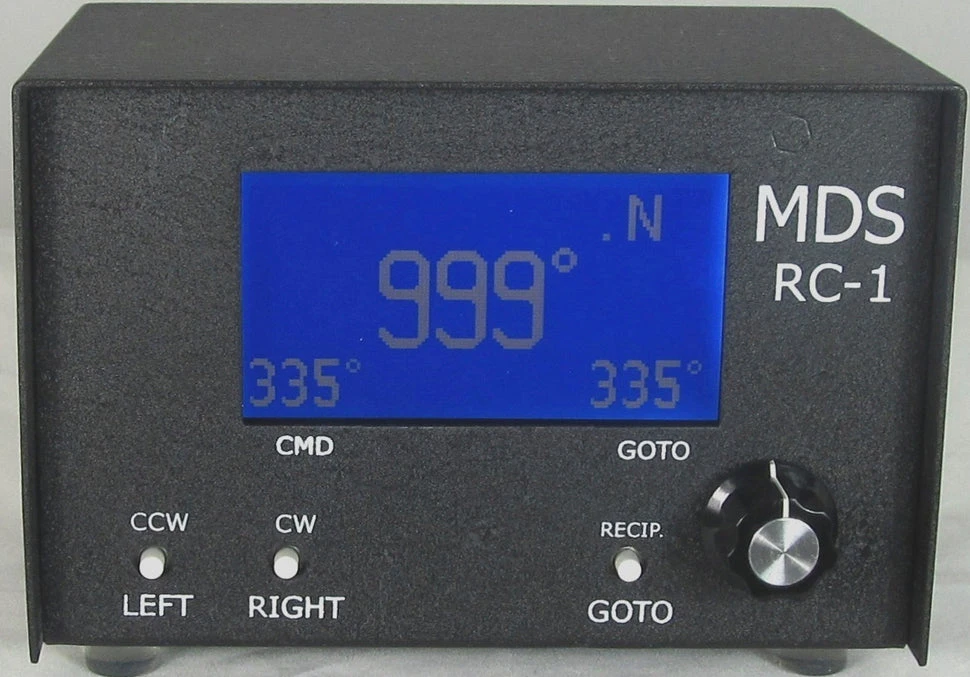 .N
MDS
RC-1
999°
335° 335°
CMD GOTO
CCW CW RECIP.
LEFT RIGHT GOTO